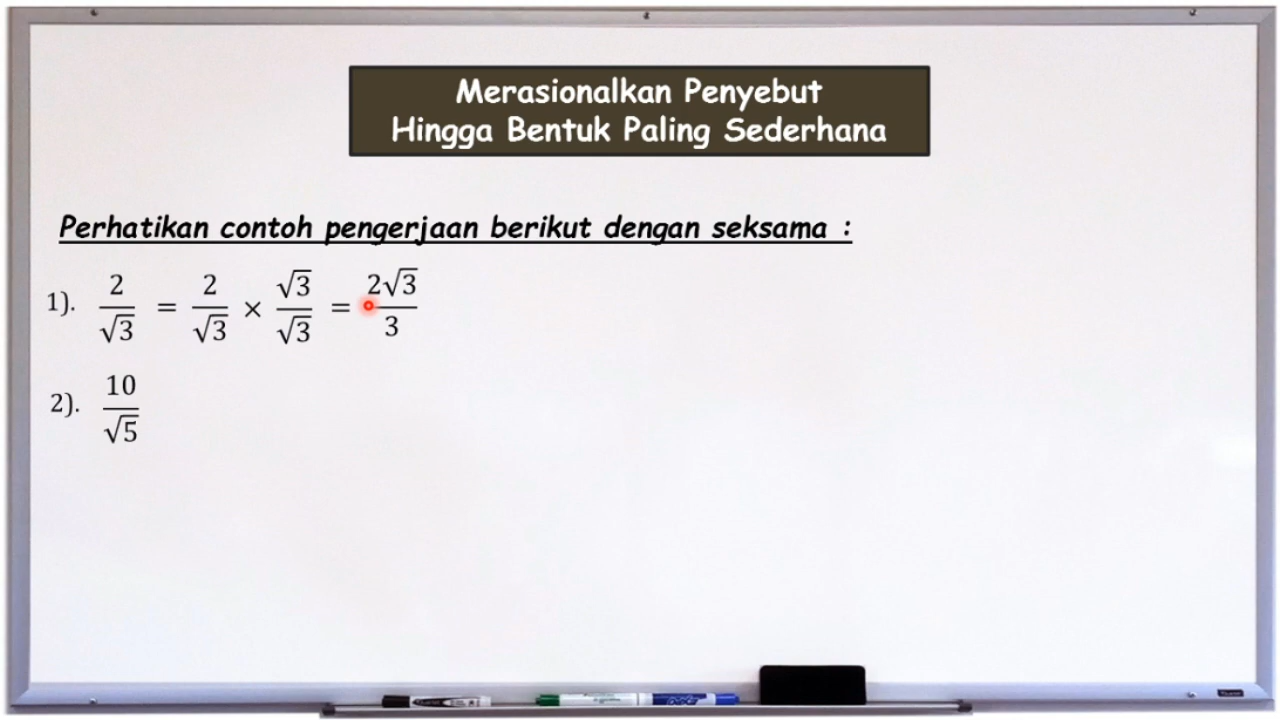 Merasionalkan Penyebut
Hingga Bentuk Paling Sederhana
Perhatikan contoh pengerjaan berikut dengan seksama :
1). 2/√3 = 2/√3 × √3/√3 = 2√3/3
2). 10/√5